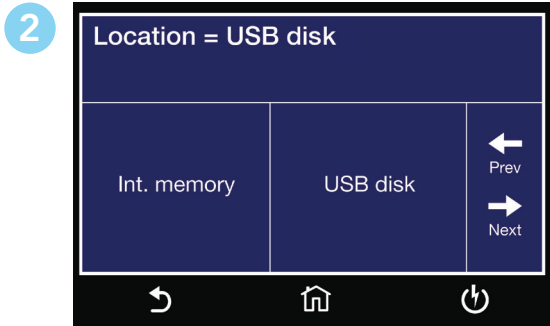 2
Location = USB disk
Int. memory
USB disk
Prev
Next